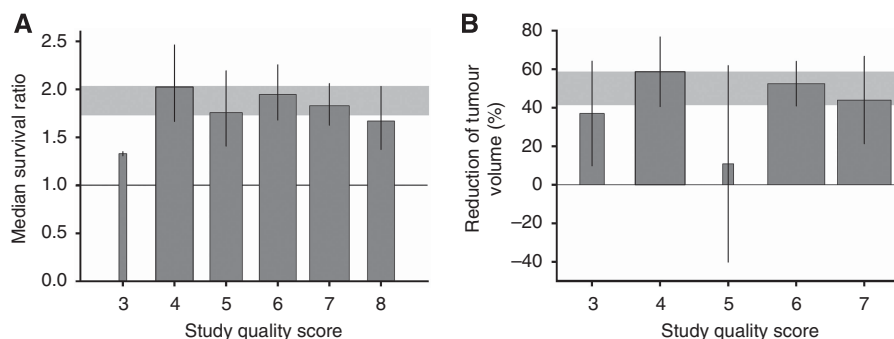 A
Median survival ratio
2.5
2.0
1.5
1.0
0.5
0.0
3 4 5 6 7 8
Study quality score
B
Reduction of tumour
volume (%)
80
60
40
20
0
−20
−40
3 4 5 6 7
Study quality score